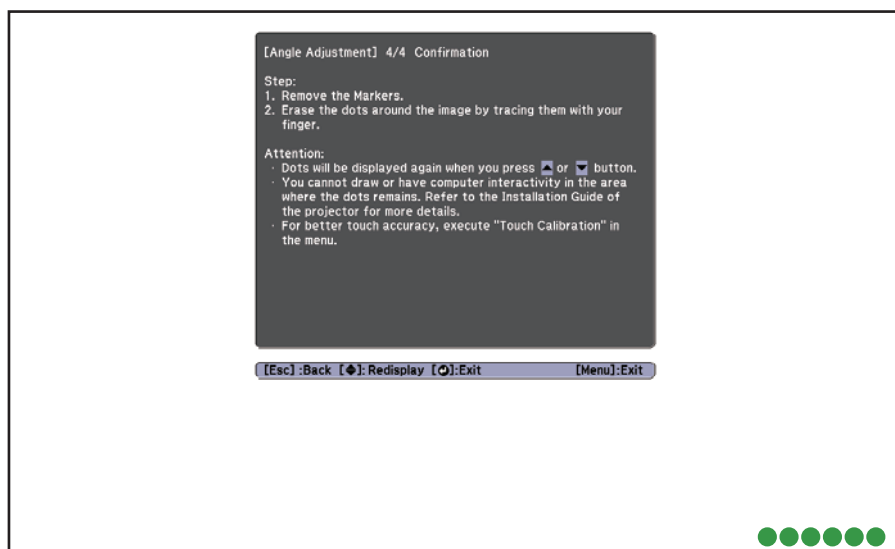 [Angle Adjustment] 4/4 Confirmation
Step:
1. Remove the Markers.
2. Erase the dots around the image by tracing them with your
finger.
Attention:
· Dots will be displayed again when you press ▲ or ▼ button.
· You cannot draw or have computer interactivity in the area
where the dots remains. Refer to the Installation Guide of
the projector for more details.
· For better touch accuracy, execute "Touch Calibration" in
the menu.
[Esc] :Back [◆]: Redisplay [⏎]:Exit [Menu]:Exit